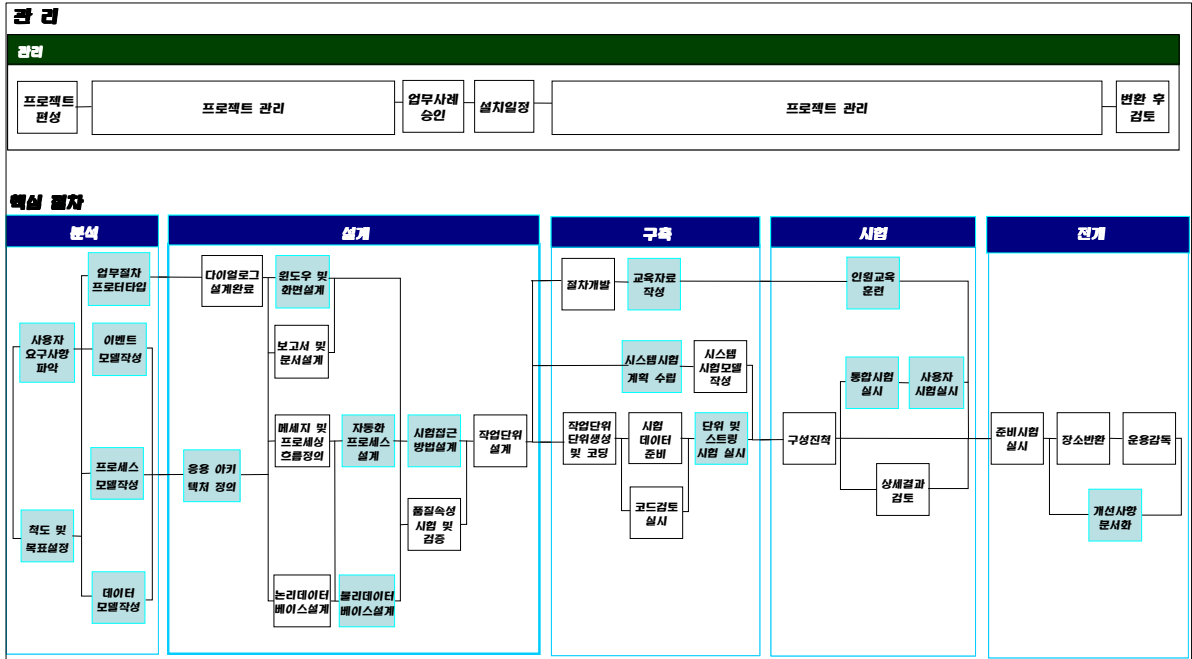 관 리
관리
프로젝트
편성
프로젝트 관리
업무사례
승인
설치일정
프로젝트 관리
변환 후
검토
핵심 절차
분석
설계
구축
시험
전개
업무절차
프로터타입
사용자
요구사항
파악
이벤트
모델작성
프로세스
모델작성
척도 및
목표설정
데이터
모델작성
다이얼로그
설계완료
윈도우 및
화면설계
보고서 및
문서설계
메세지 및
프로세싱
흐름정의
자동화
프로세스
설계
시험접근
방법설계
작업단위
설계
응용 아키
텍처 정의
품질속성
시험 및
검증
논리데이터
베이스설계
물리데이터
베이스설계
절차개발
교육자료
작성
시스템시험
계획 수립
시스템
시험모델
작성
작업단위
단위생성
및 코딩
시험
데이터
준비
단위 및
스트링
시험 실시
코드검토
실시
인원교육
훈련
통합시험
실시
사용자
시험실시
구성진척
상세결과
검토
준비시험
실시
장소변환
운용감독
개선사항
문서화